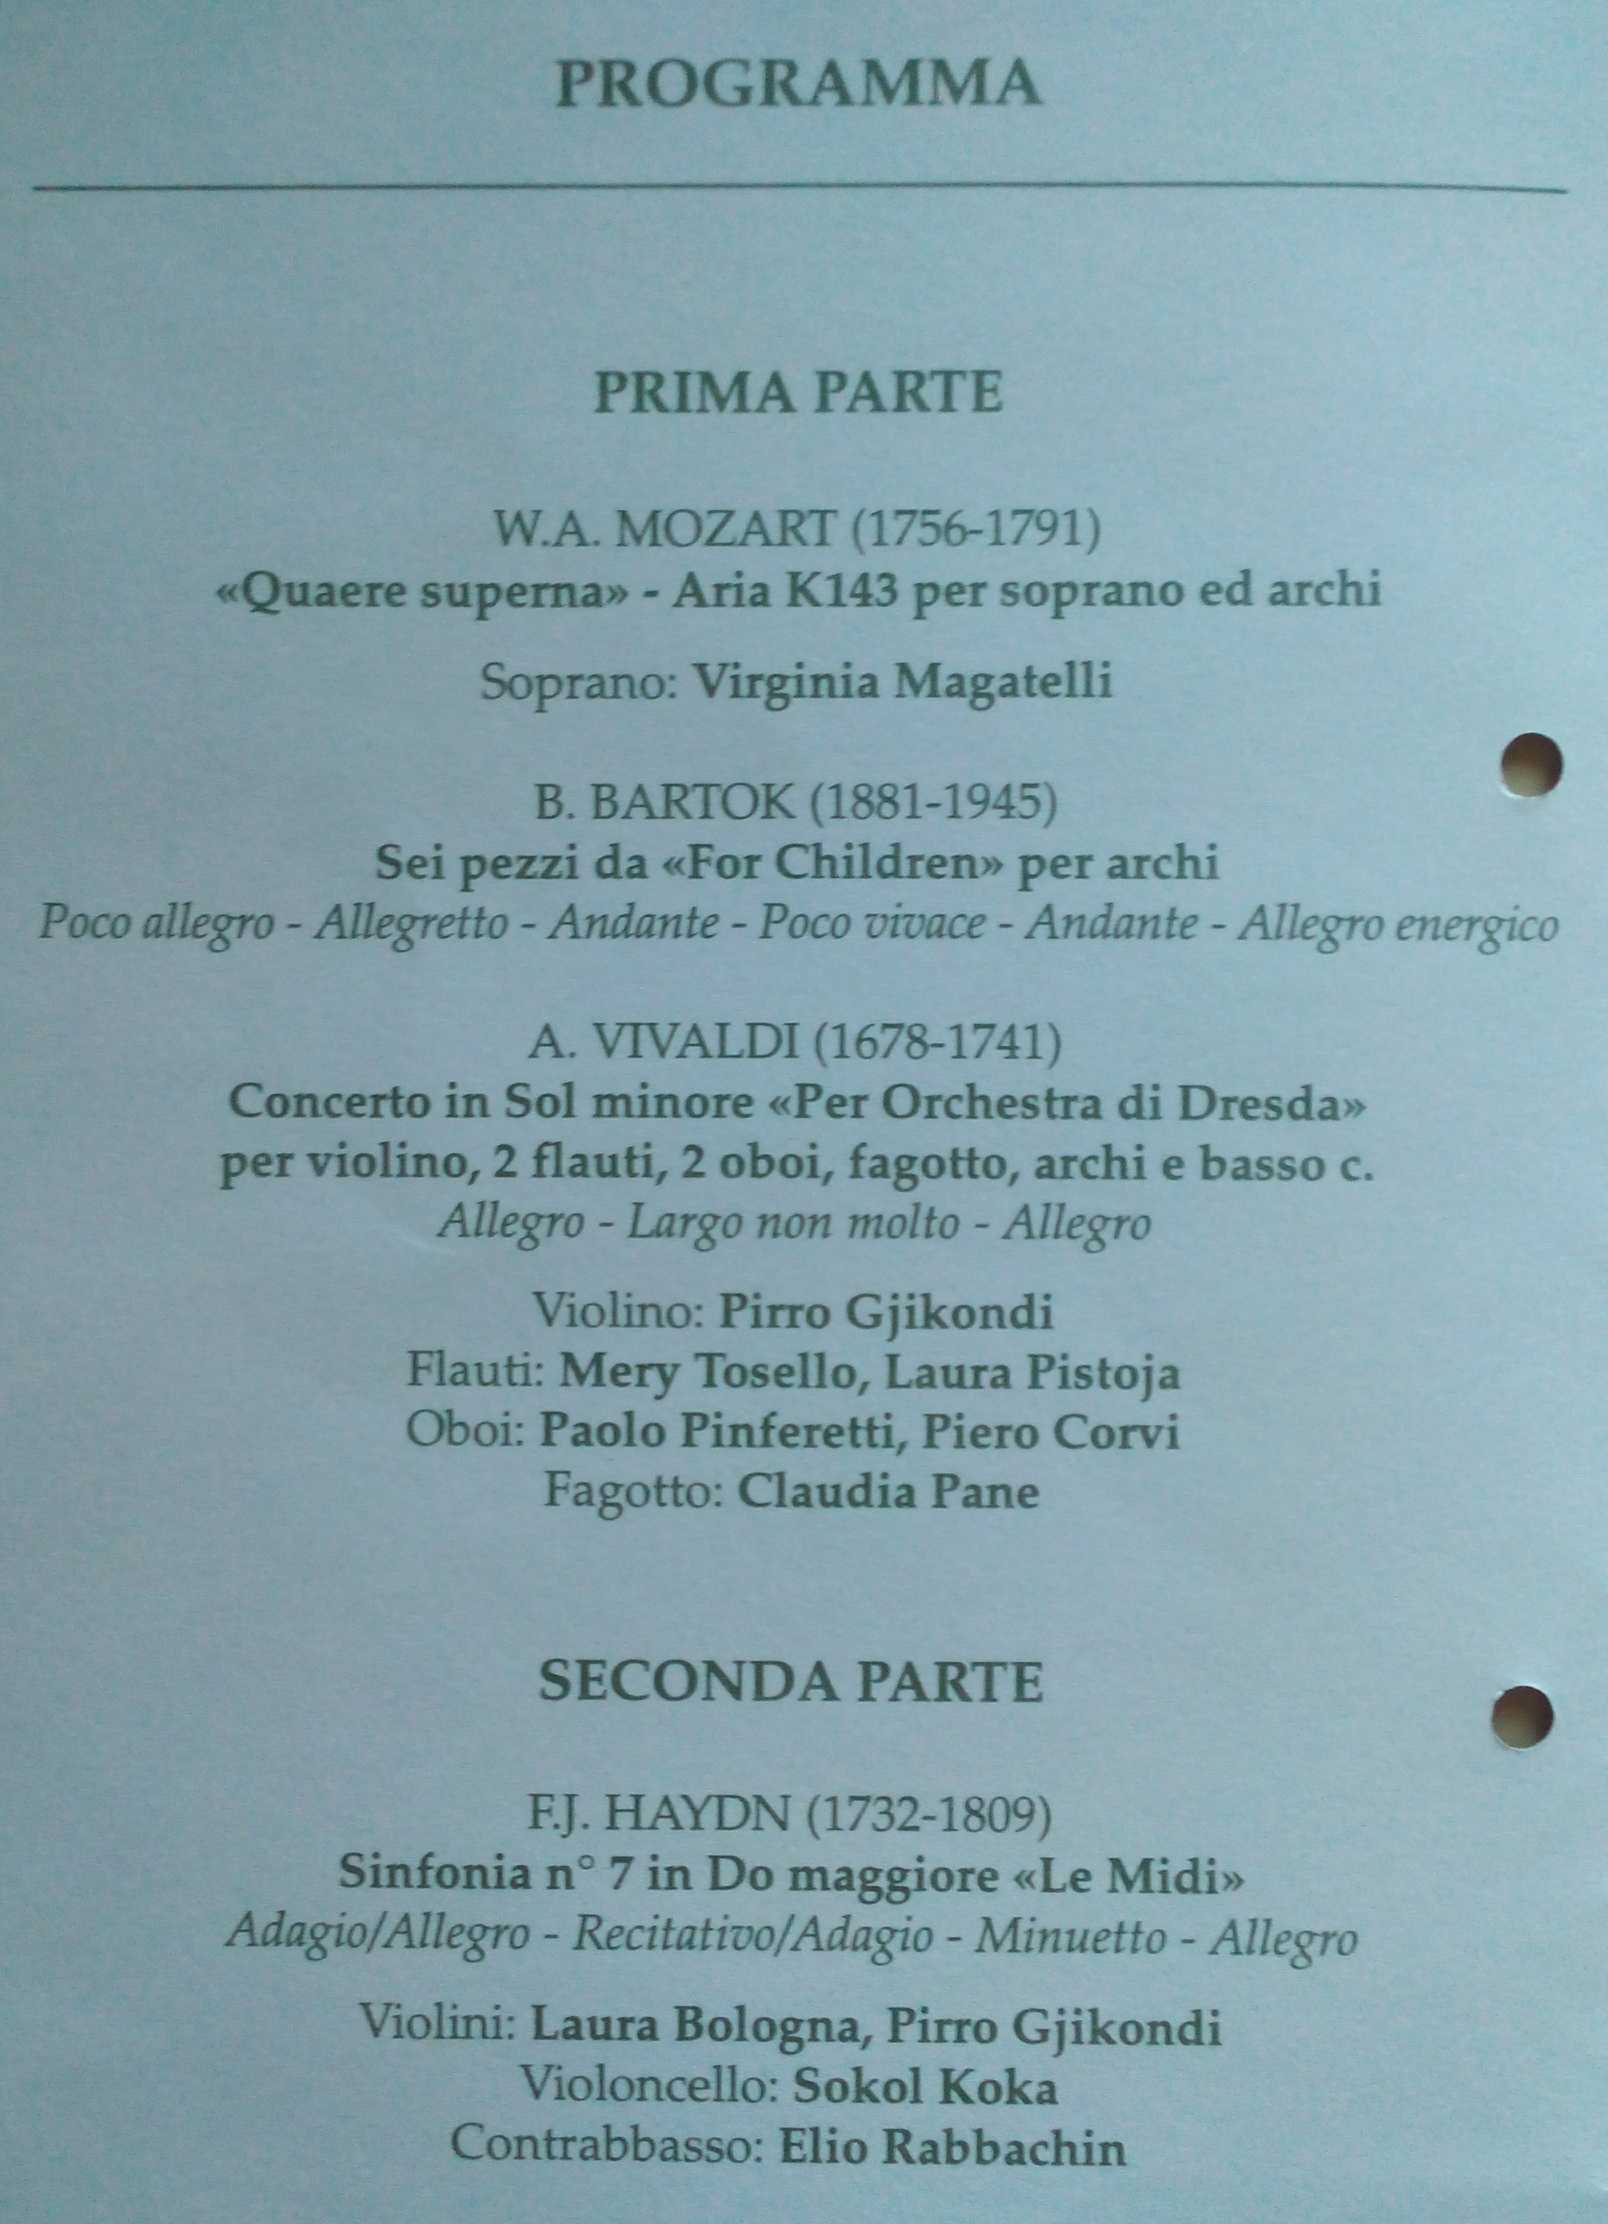 PROGRAMMA
PRIMA PARTE
W.A. MOZART (1756-1791)
«Quaere superna» - Aria K143 per soprano ed archi
Soprano: Virginia Magatelli
B. BARTOK (1881-1945)
Sei pezzi da «For Children» per archi
Poco allegro - Allegretto - Andante - Poco vivace - Andante - Allegro energico
A. VIVALDI (1678-1741)
Concerto in Sol minore «Per Orchestra di Dresda»
per violino, 2 flauti, 2 oboi, fagotto, archi e basso c.
Allegro - Largo non molto - Allegro
Violino: Pirro Gjikondi
Flauti: Mery Tosello, Laura Pistoja
Oboi: Paolo Pinferetti, Piero Corvi
Fagotto: Claudia Pane
SECONDA PARTE
F.J. HAYDN (1732-1809)
Sinfonia n° 7 in Do maggiore «Le Midi»
Adagio/Allegro - Recitativo/Adagio - Minuetto - Allegro
Violini: Laura Bologna, Pirro Gjikondi
Violoncello: Sokol Koka
Contrabbasso: Elio Rabbachin